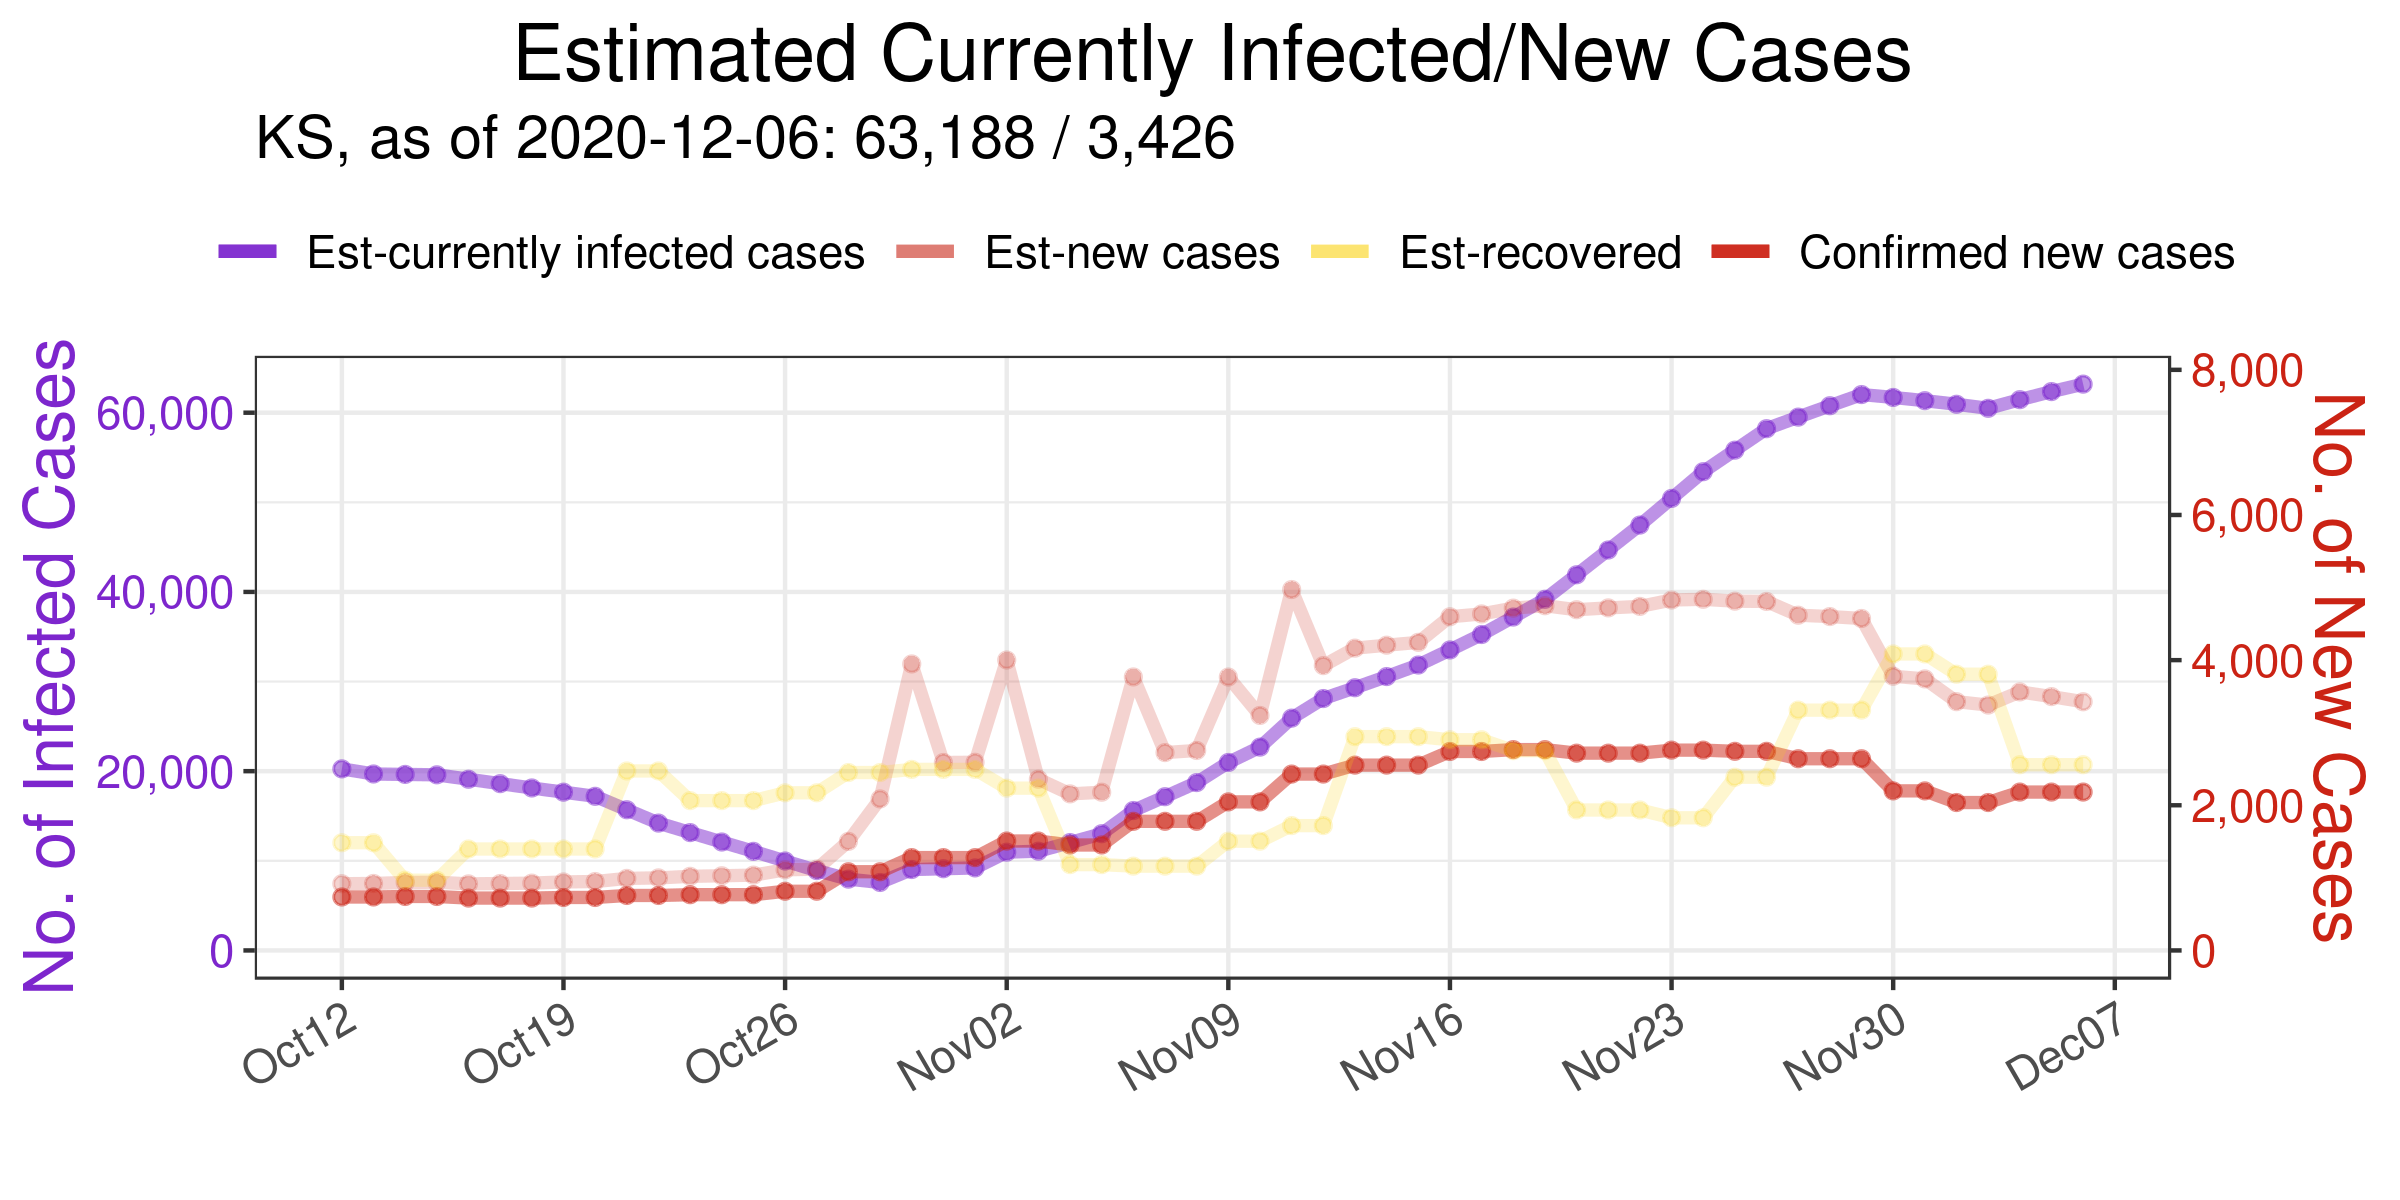 Estimated Currently Infected/New Cases
KS, as of 2020-12-06: 63,188 / 3,426
Est-currently infected cases Est-new cases Est-recovered Confirmed new cases
No. of Infected Cases
60,000
40,000
20,000
0
8,000
6,000
4,000
2,000
0
No. of New Cases
Oct12 Oct19 Oct26 Nov02 Nov09 Nov16 Nov23 Nov30 Dec07